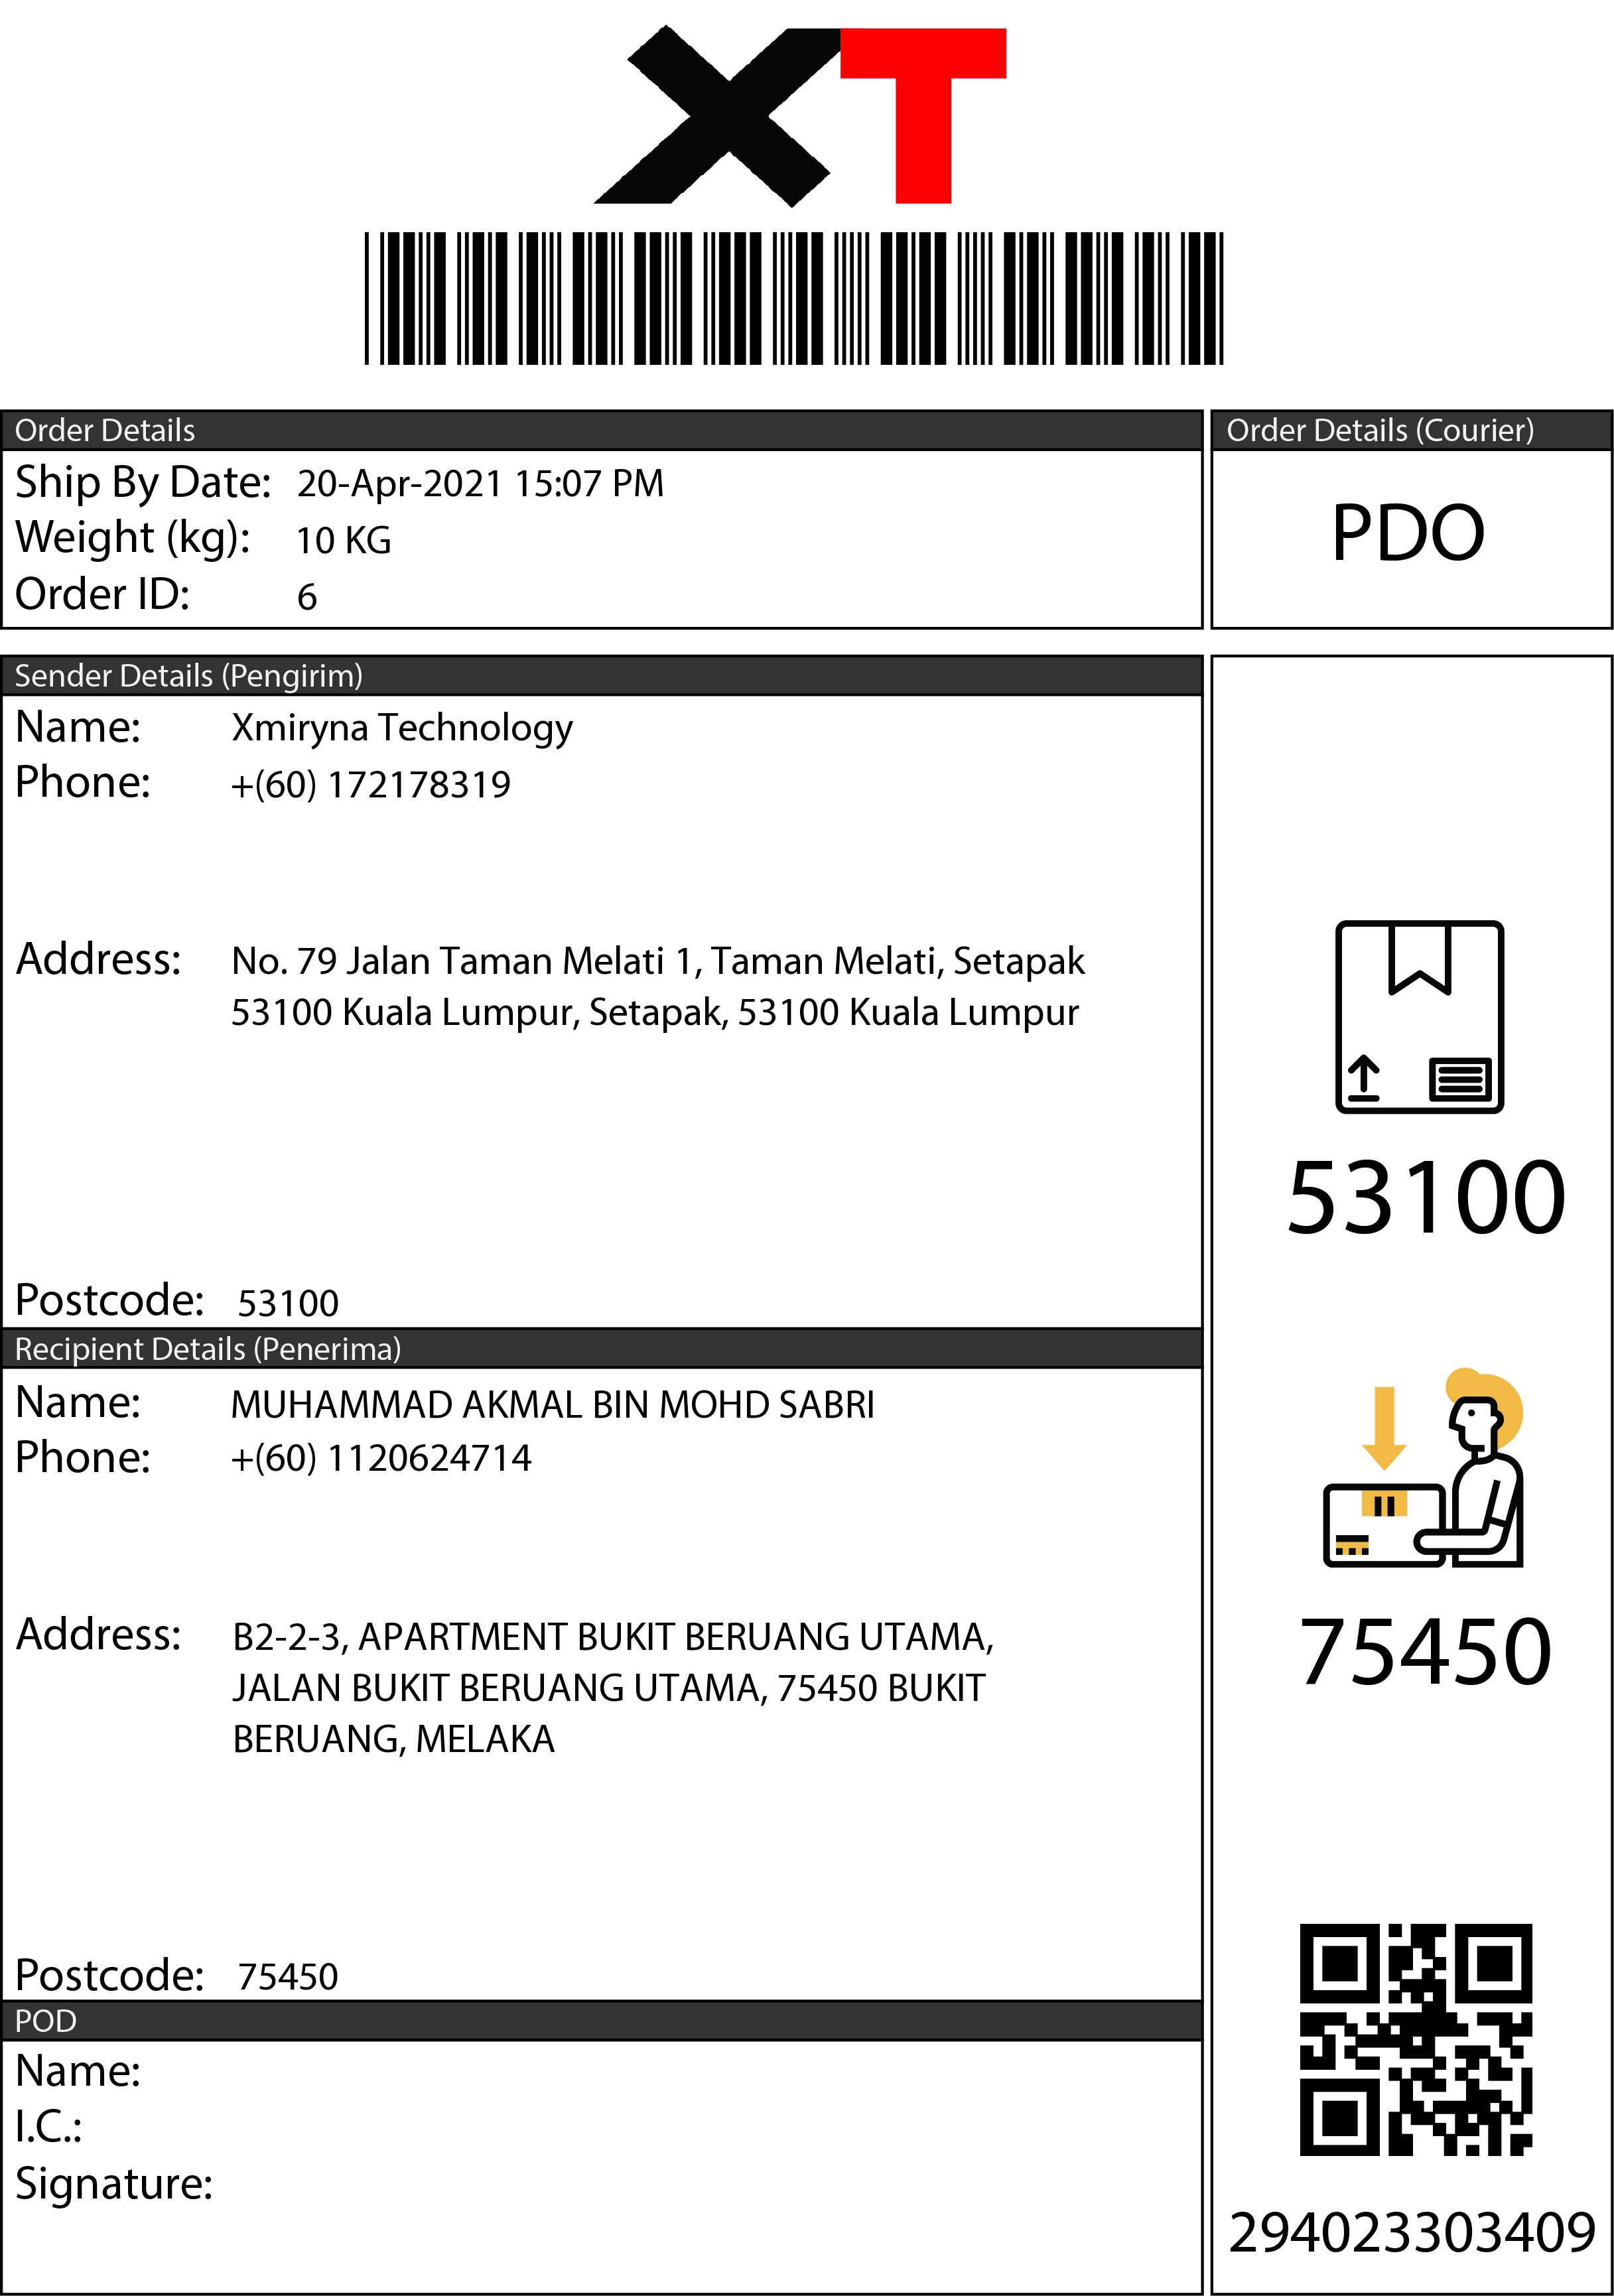 XT
Order Details
Ship By Date: 20-Apr-2021 15:07 PM
Weight (kg): 10 KG
Order ID: 6
Order Details (Courier)
PDO
Sender Details (Pengirim)
Name: Xmiryna Technology
Phone: +(60) 172178319
Address: No. 79 Jalan Taman Melati 1, Taman Melati, Setapak
53100 Kuala Lumpur, Setapak, 53100 Kuala Lumpur
Postcode: 53100
Recipient Details (Penerima)
Name: MUHAMMAD AKMAL BIN MOHD SABRI
Phone: +(60) 1120624714
Address: B2-2-3, APARTMENT BUKIT BERUANG UTAMA,
JALAN BUKIT BERUANG UTAMA, 75450 BUKIT
BERUANG, MELAKA
Postcode: 75450
POD
Name:
I.C.:
Signature:
53100
75450
294023303409